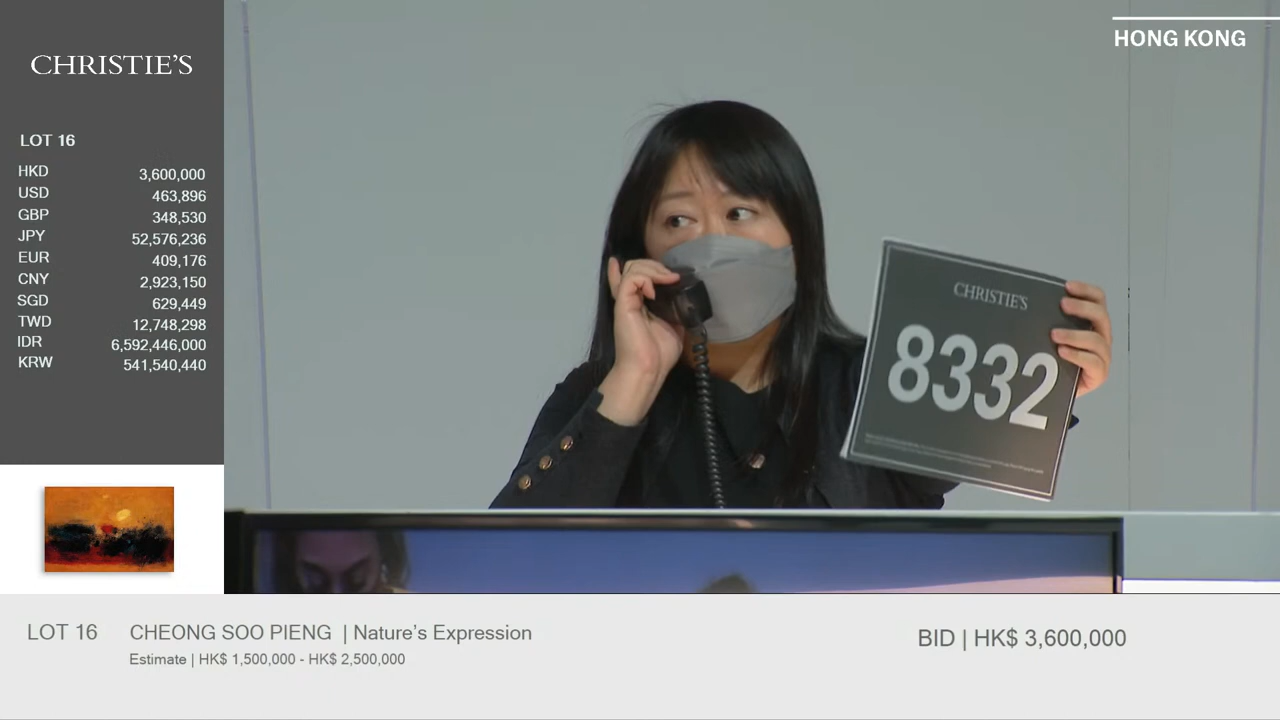 CHRISTIE'S
HONG KONG
LOT 16
HKD 3,600,000
USD 463,896
GBP 348,530
JPY 52,576,236
EUR 409,176
CNY 2,923,150
SGD 629,449
TWD 12,748,298
IDR 6,592,446,000
KRW 541,540,440
CHRISTIE'S
8332
LOT 16 CHEONG SOO PIENG | Nature's Expression
Estimate | HK$ 1,500,000 - HK$ 2,500,000
BID | HK$ 3,600,000